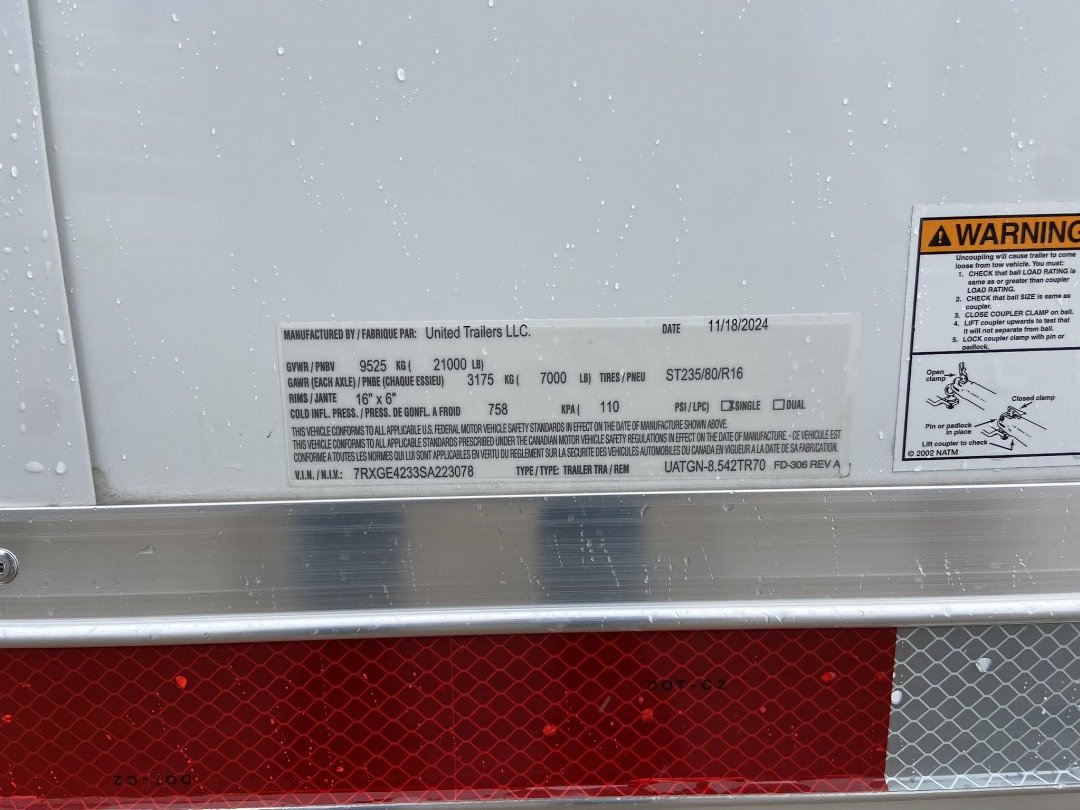 MANUFACTURED BY / FABRIQUE PAR: United Trailers LLC. DATE 11/18/2024
GVWR / PNBV 9525 KG ( 21000 LB)
GAWR (EACH AXLE) / PNBE (CHAQUE ESSIEU) 3175 KG ( 7000 LB) TIRES / PNEU ST235/80/R16
RIMS / JANTE 16" x 6"
COLD INFL. PRESS. / PRESS. DE GONFL. A FROID 758 KPA ( 110 PSI / LPC) ☒SINGLE ☐DUAL
THIS VEHICLE CONFORMS TO ALL APPLICABLE U.S. FEDERAL MOTOR VEHICLE SAFETY STANDARDS IN EFFECT ON THE DATE OF MANUFACTURE SHOWN ABOVE.
THIS VEHICLE CONFORMS TO ALL APPLICABLE STANDARDS PRESCRIBED UNDER THE CANADIAN MOTOR VEHICLE SAFETY REGULATIONS IN EFFECT ON THE DATE OF MANUFACTURE. - CE VEHICULE EST
CONFORME A TOUTES LES NORMES QUI LUI SONT APPLICABLES EN VERTU DU REGLEMENT SUR LA SECURITE DES VEHICULES AUTOMOBILES DU CANADA EN VIGUEUR A LA DATE DE SA FABRICATION.
V.I.N. / N.I.V.: 7RXGE4233SA223078 TYPE / TYPE: TRAILER TRA / REM UATGN-8.542TR70 FD-306 REV A
WARNING
Uncoupling will cause trailer to come
loose from tow vehicle. You must:
1. CHECK that ball LOAD RATING is
same as or greater than coupler
LOAD RATING.
2. CHECK that ball SIZE is same as
coupler.
3. CLOSE COUPLER CLAMP on ball.
4. LIFT coupler upwards to test that
it will not separate from ball.
5. LOCK coupler clamp with pin or
padlock.
Open
clamp
Closed clamp
Pin or padlock
in place
Lift coupler to check
© 2002 NATM
DOT-C2
DOT-C2